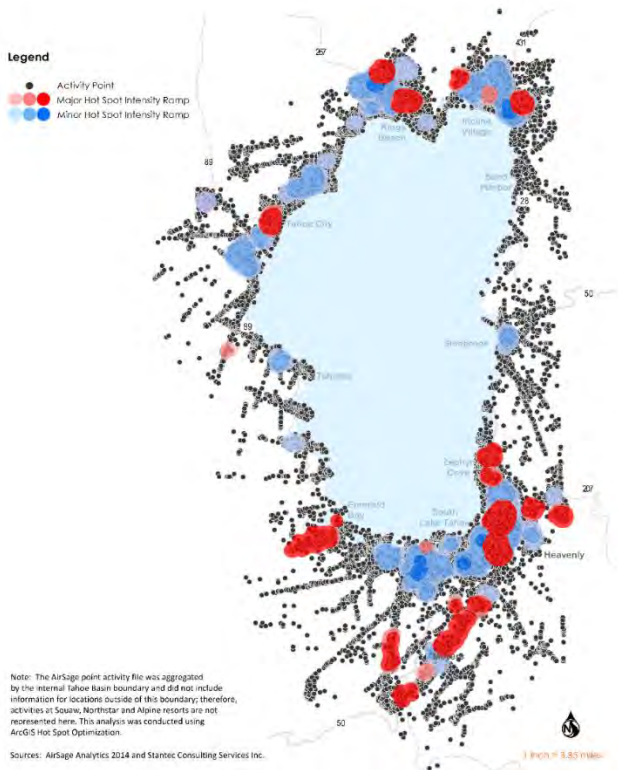 267
431
Legend
Activity Point
Major Hot Spot Intensity Ramp
Minor Hot Spot Intensity Ramp
Kings
Beach
Incline
Village
89
Sand
Harbor
28
Tahoe City
50
89
Glenbrook
Tahoma
Zephyr
Cove
207
Emerald
Bay
South
Lake Tahoe
Heavenly
Note: The AirSage point activity file was aggregated
by the internal Tahoe Basin boundary and did not include
information for locations outside of this boundary; therefore,
activities at Squaw, Northstar and Alpine resorts are not
represented here. This analysis was conducted using
ArcGIS Hot Spot Optimization.
50
N
Sources: AirSage Analytics 2014 and Stantec Consulting Services Inc.
1 inch = 3.85 miles